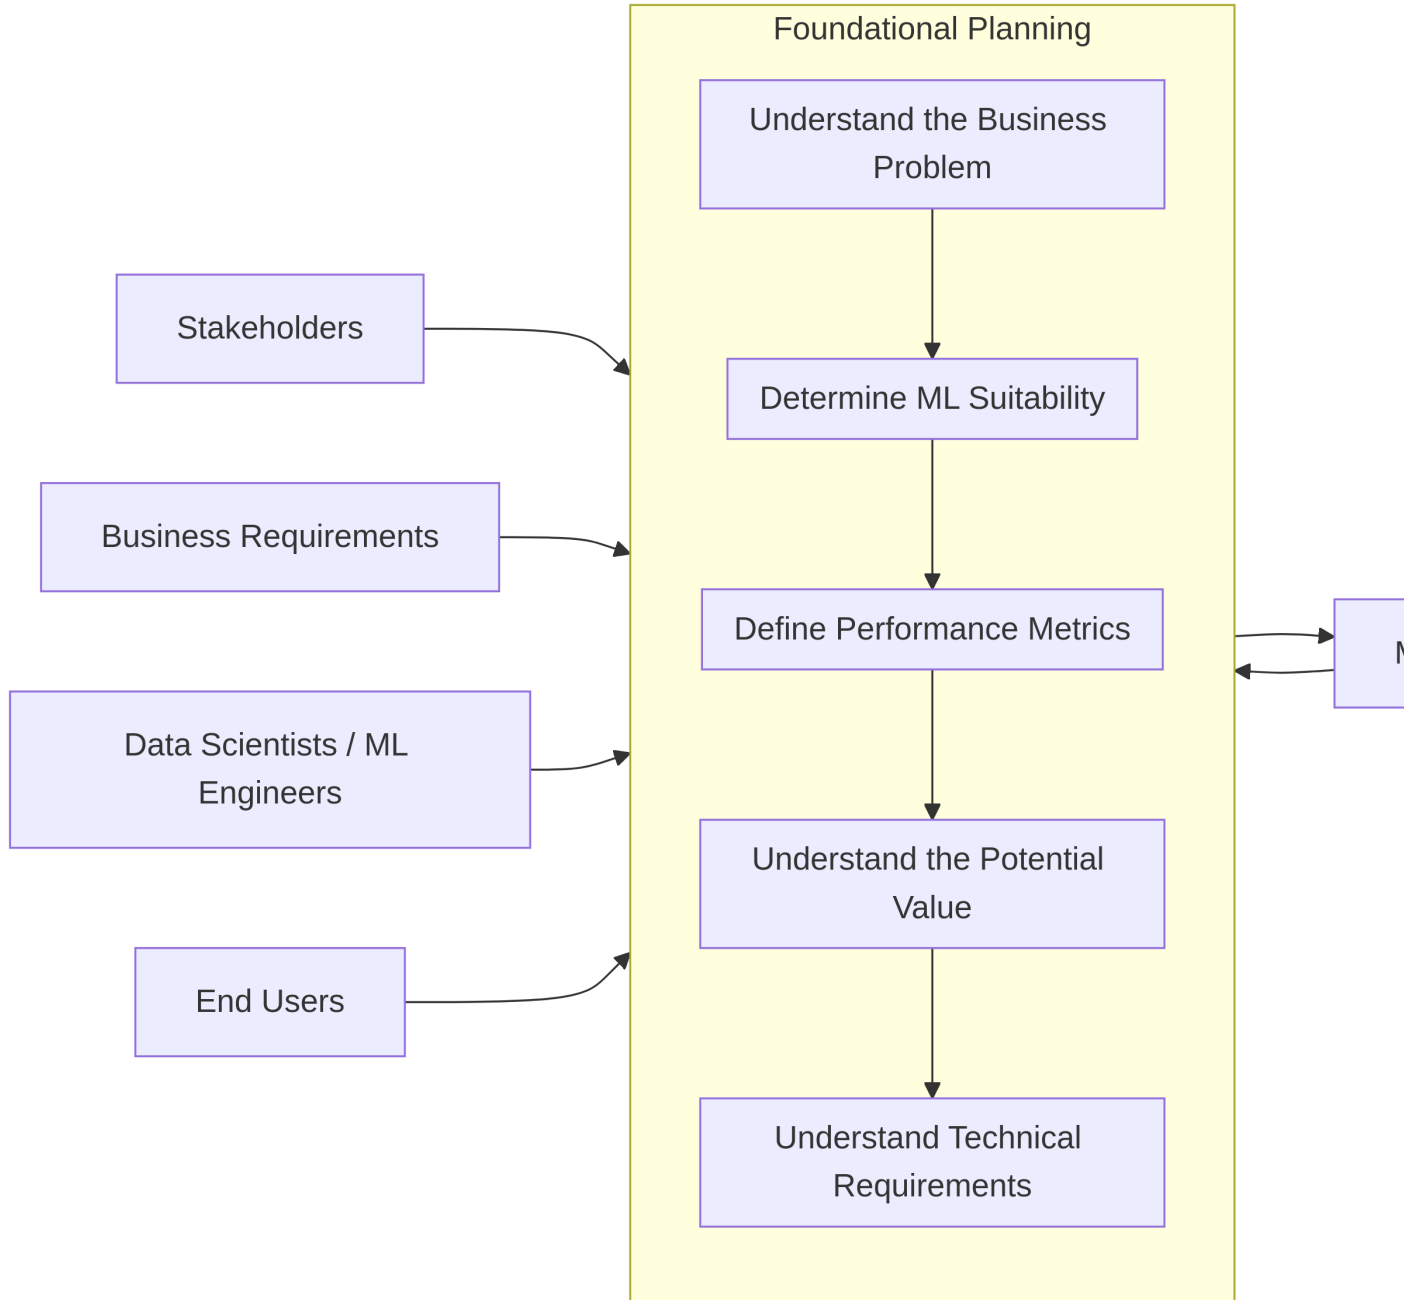 Foundational Planning
Understand the Business
Problem
Stakeholders
Determine ML Suitability
Business Requirements
Define Performance Metrics
Data Scientists / ML
Engineers
Understand the Potential
Value
End Users
Understand Technical
Requirements